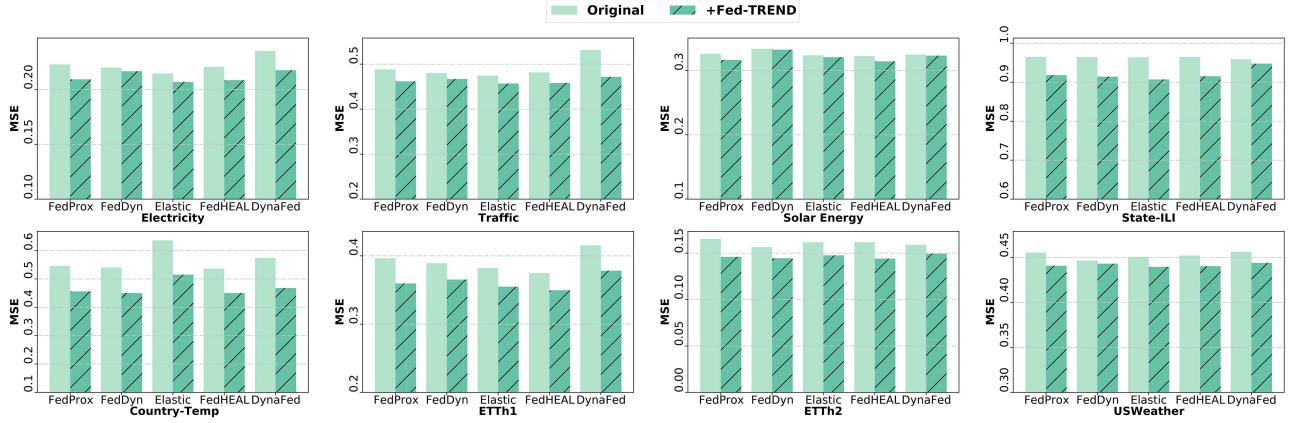 Original +Fed-TREND
MSE
0.20
0.15
0.10
FedProx FedDyn Elastic FedHEAL DynaFed
Electricity
MSE
0.5
0.4
0.3
0.2
FedProx FedDyn Elastic FedHEAL DynaFed
Traffic
MSE
0.3
0.2
0.1
FedProx FedDyn Elastic FedHEAL DynaFed
Solar Energy
MSE
1.0
0.9
0.8
0.7
0.6
FedProx FedDyn Elastic FedHEAL DynaFed
State-ILI
MSE
0.6
0.5
0.4
0.3
0.2
0.1
FedProx FedDyn Elastic FedHEAL DynaFed
Country-Temp
MSE
0.4
0.3
0.2
FedProx FedDyn Elastic FedHEAL DynaFed
ETTh1
MSE
0.15
0.10
0.05
0.00
FedProx FedDyn Elastic FedHEAL DynaFed
ETTh2
MSE
0.45
0.40
0.35
0.30
FedProx FedDyn Elastic FedHEAL DynaFed
USWeather